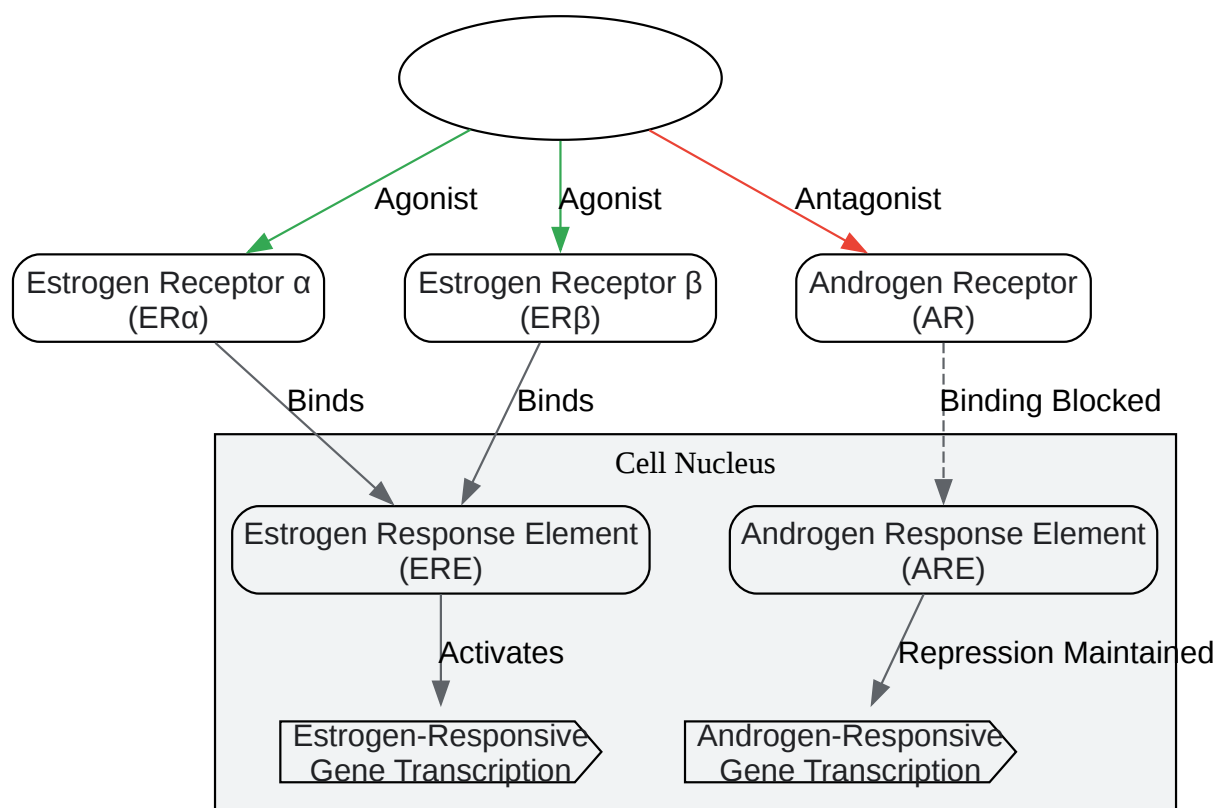 Agonist
Agonist
Antagonist
Estrogen Receptor α
(ERα)
Estrogen Receptor β
(ERβ)
Androgen Receptor
(AR)
Binds
Binds
Binding Blocked
Cell Nucleus
Estrogen Response Element
(ERE)
Androgen Response Element
(ARE)
Activates
Repression Maintained
Estrogen-Responsive
Gene Transcription
Androgen-Responsive
Gene Transcription